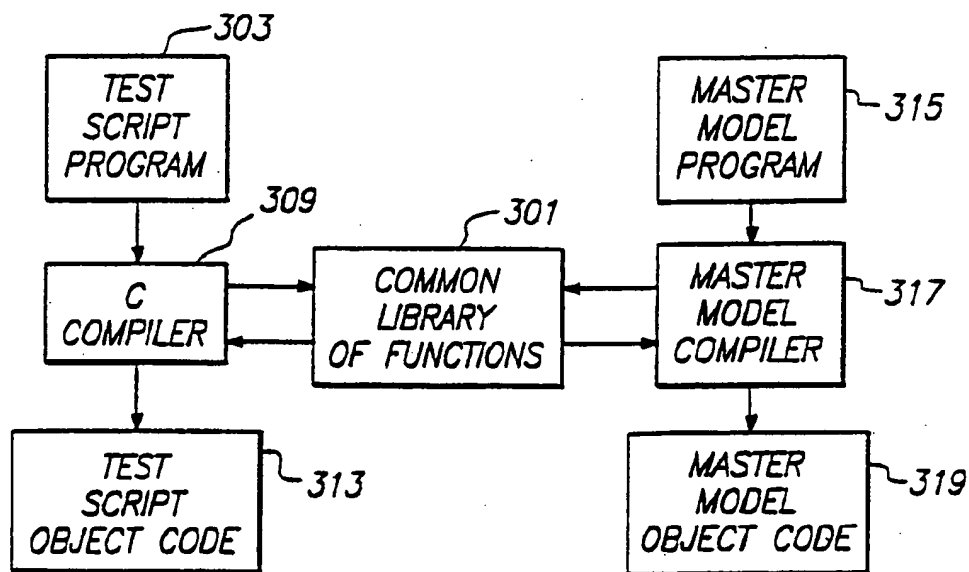 303
TEST
SCRIPT
PROGRAM
MASTER
MODEL
PROGRAM
315
309
C
COMPILER
301
COMMON
LIBRARY
OF FUNCTIONS
MASTER
MODEL
COMPILER
317
TEST
SCRIPT
OBJECT CODE
313
MASTER
MODEL
OBJECT CODE
319